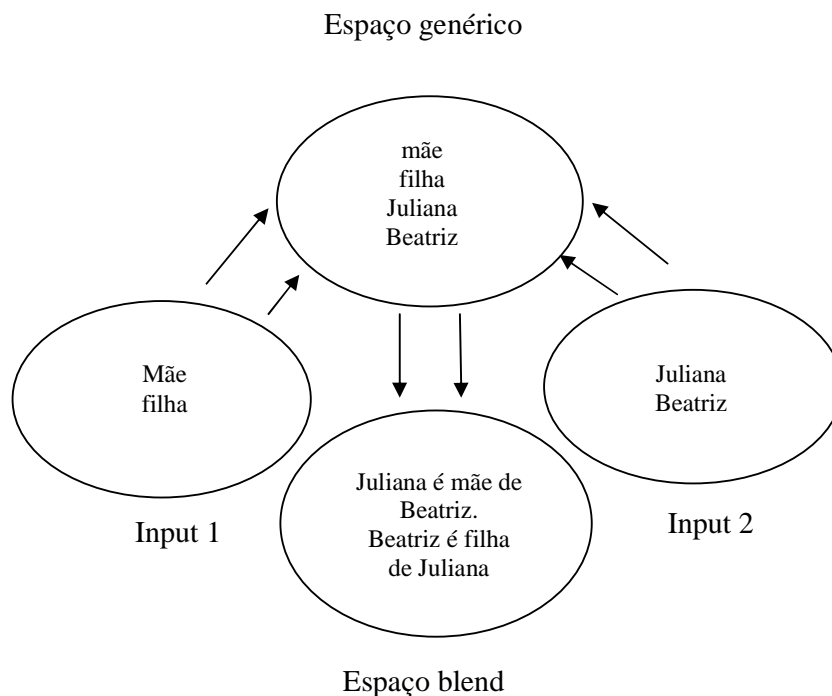 Espaço genérico
mãe
filha
Juliana
Beatriz
Mãe
filha
Juliana
Beatriz
Juliana é mãe de
Beatriz.
Beatriz é filha
de Juliana
Input 1
Input 2
Espaço blend